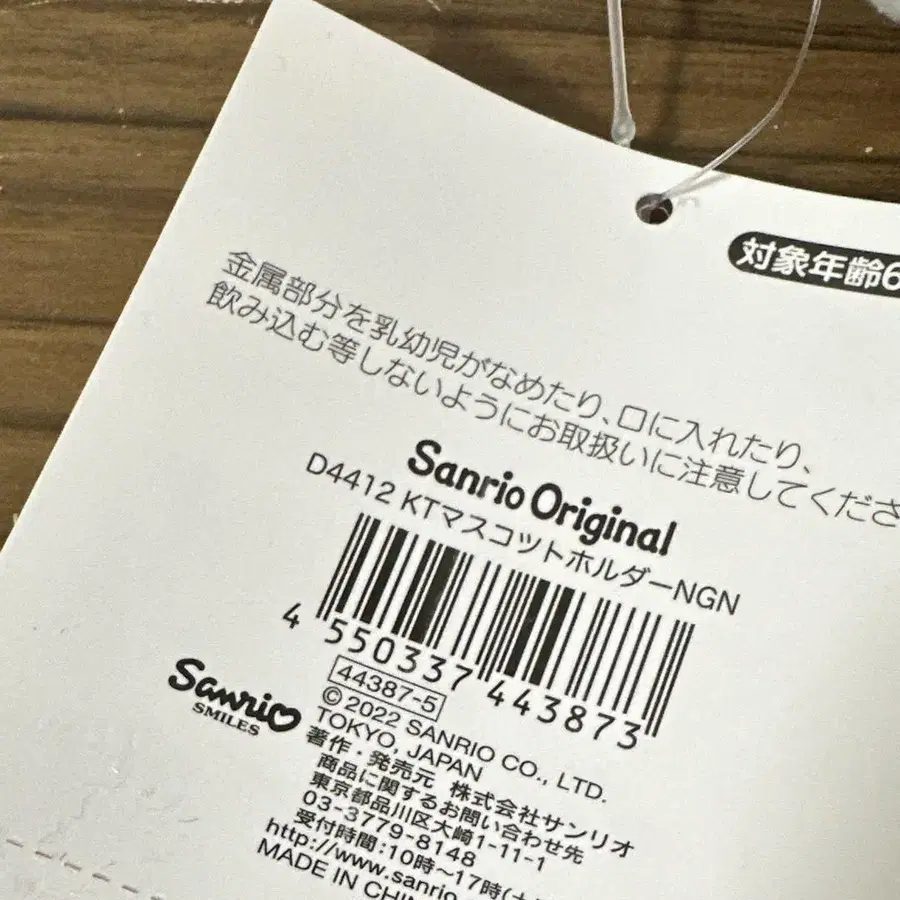 対象年齢6
金属部分を乳幼児がなめたり、口に入れたり、
飲み込む等しないようにお取扱いに注意してくださ
Sanrio Original
D4412 KTマスコットホルダーNGN
4 550337 443873
44387-5
Sanrio
SMILES
© 2022 SANRIO CO., LTD.
TOKYO, JAPAN
著作・発売元 株式会社サンリオ
商品に関するお問い合わせ先
東京都品川区大崎1-11-1
03-3779-8148
受付時間:10時〜17時(
http://www.sanrio
MADE IN CHIN